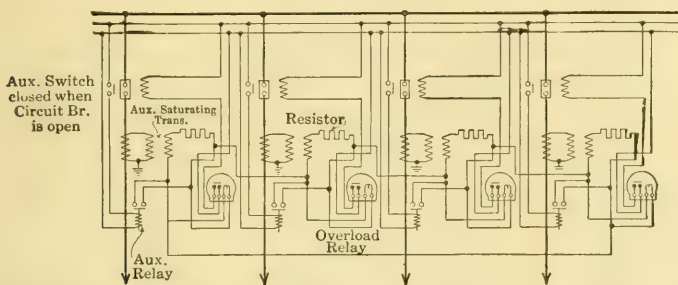 Aux. Switch
closed when
Circuit Br.
is open
Aux. Saturating
Trans.
Resistor
Overload
Relay
Aux.
Relay